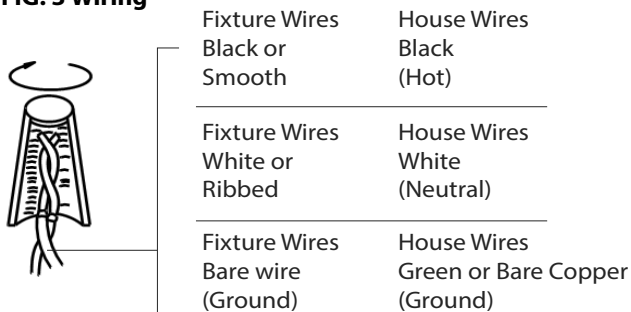 FIG. Wiring
Fixture Wires House Wires
Black or Black
Smooth (Hot)
Fixture Wires House Wires
White or White
Ribbed (Neutral)
Fixture Wires House Wires
Bare wire Green or Bare Copper
(Ground) (Ground)